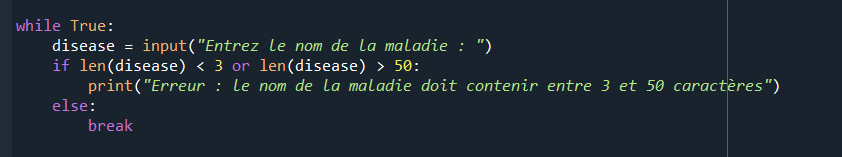 while True:
    disease = input("Entrez le nom de la maladie : ")
    if len(disease) < 3 or len(disease) > 50:
        print("Erreur : le nom de la maladie doit contenir entre 3 et 50 caractères")
    else:
        break